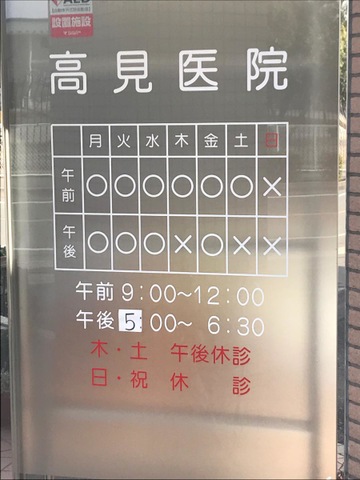 AED
設置施設
高見医院
月 火 水 木 金 土 日
午前 ○ ○ ○ ○ ○ ○ ×
午後 ○ ○ ○ × ○ × ×
午前 9:00~12:00
午後 5:00~ 6:30
木・土 午後休診
日・祝 休 診